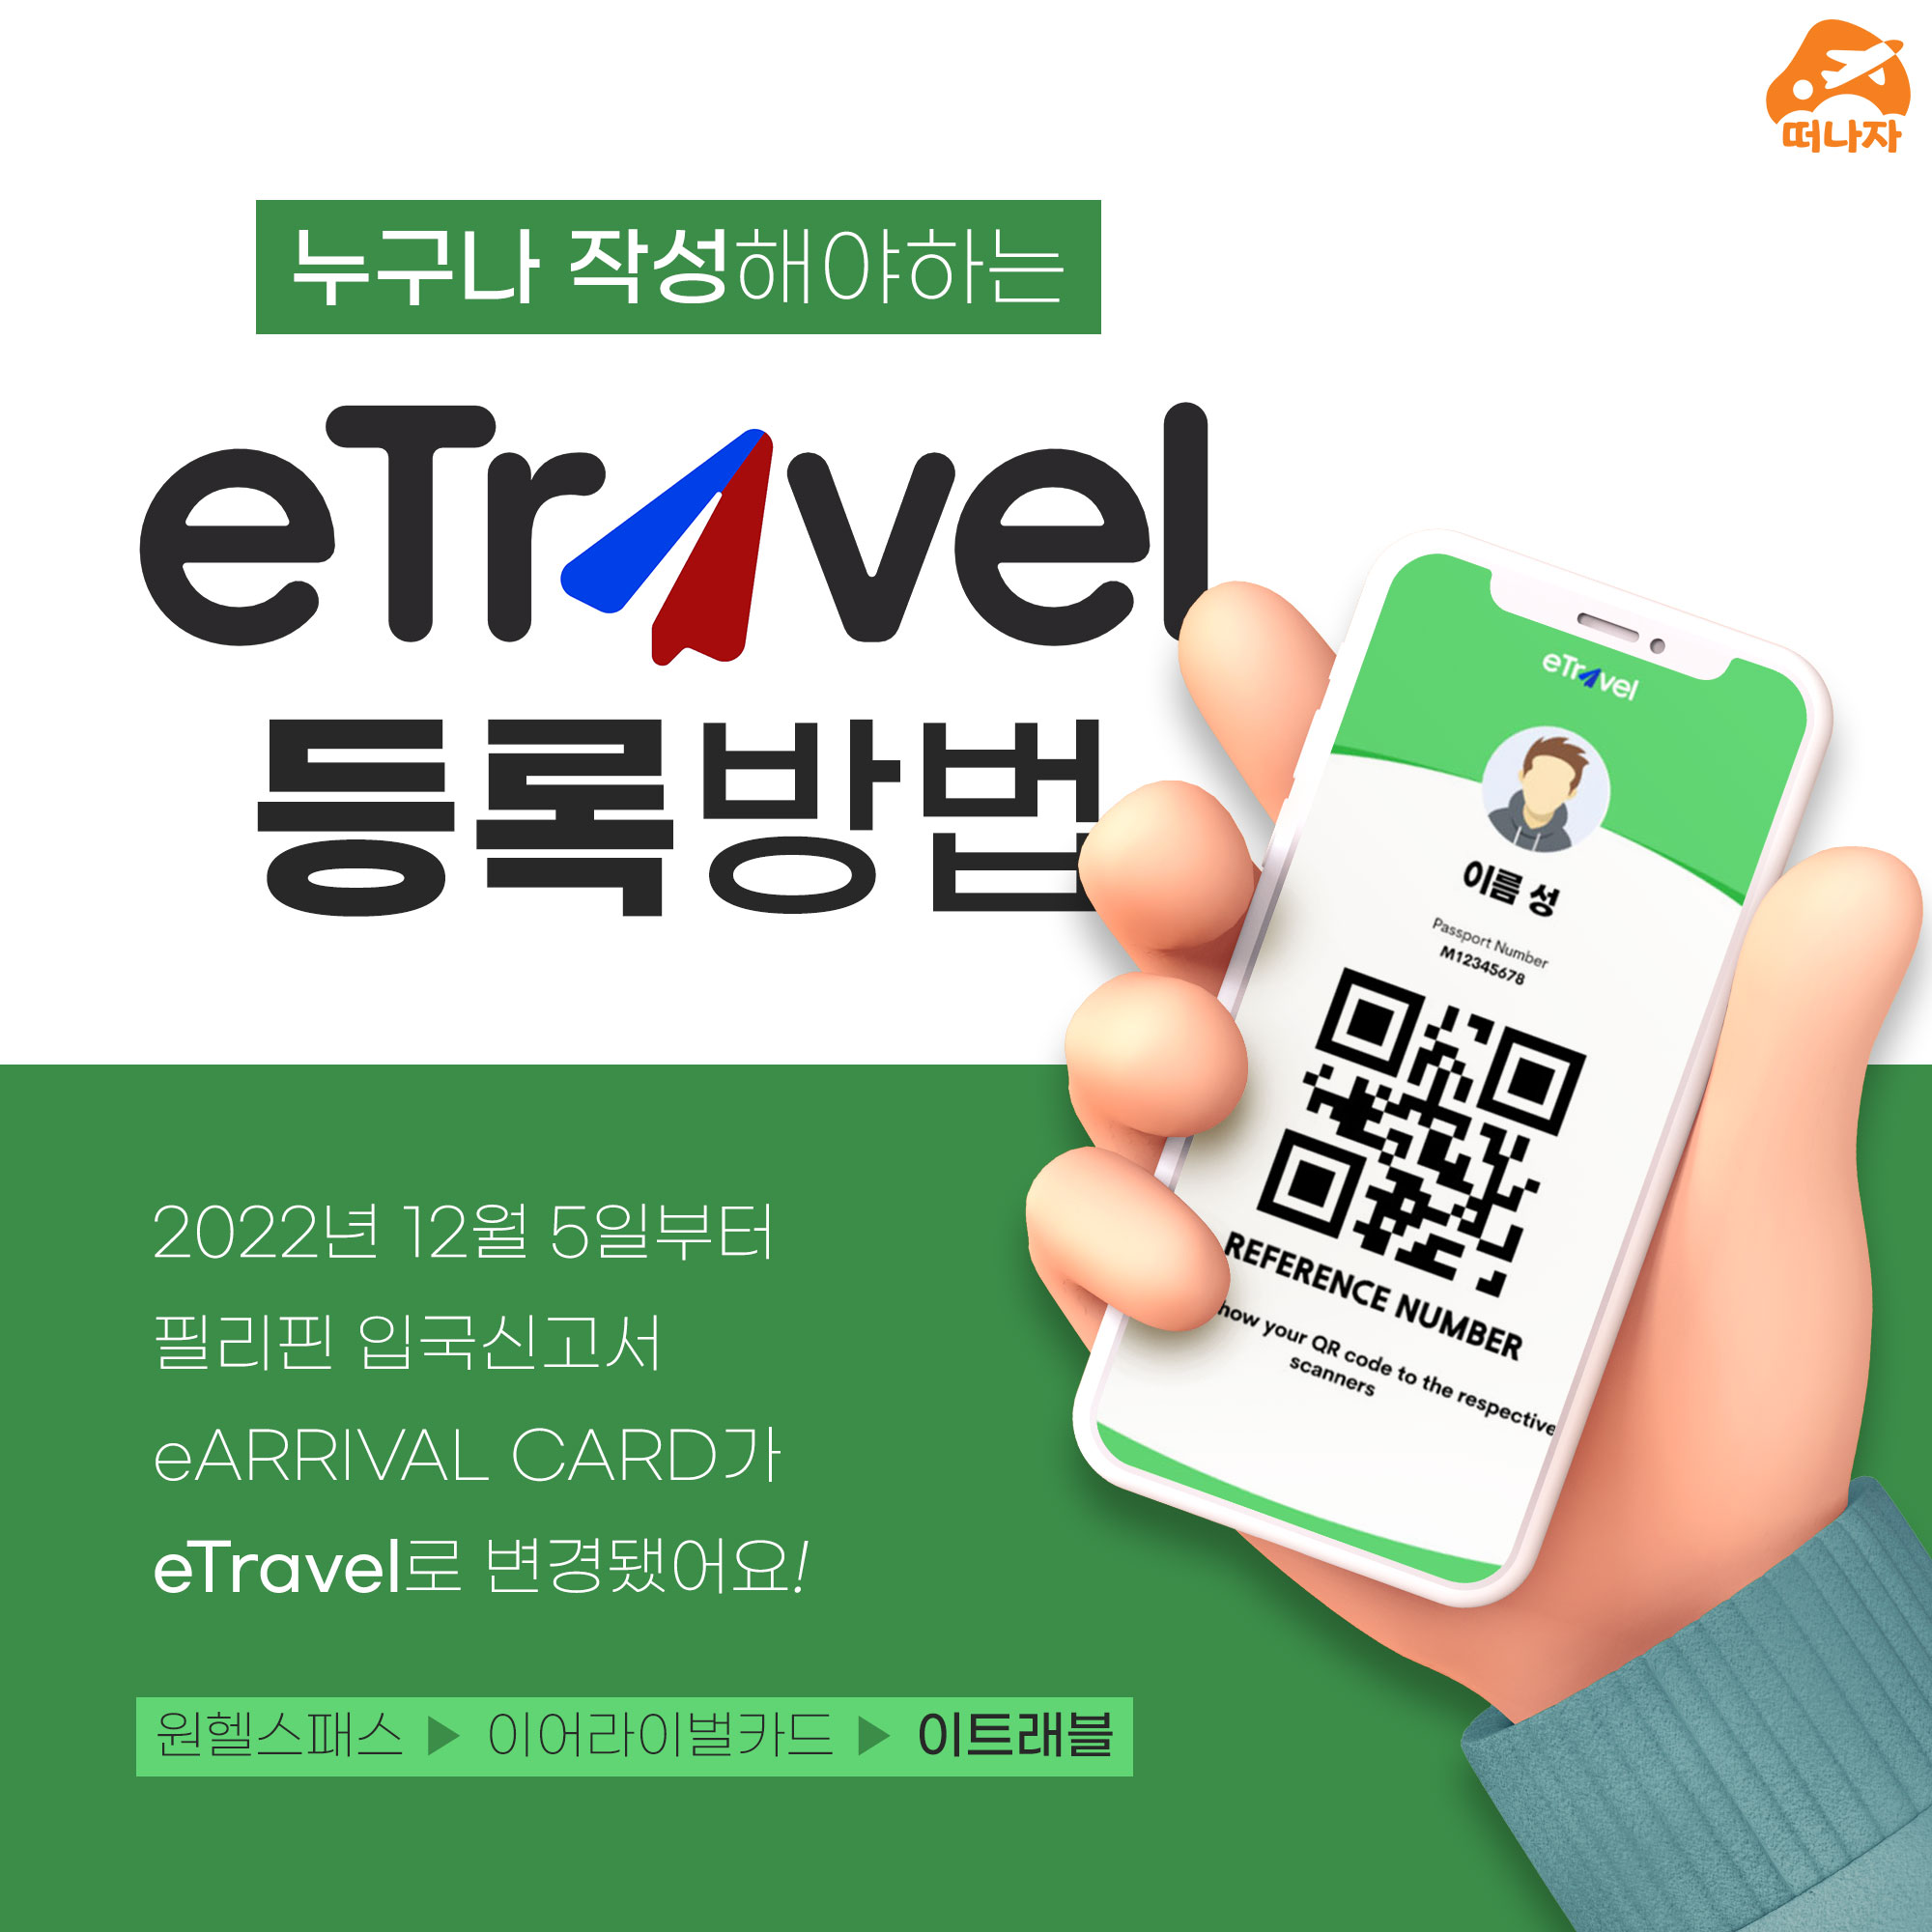 떠나자
누구나 작성해야하는
eTravel
등록방법
eTravel
이름 성
Passport Number
M12345678
REFERENCE NUMBER
how your QR code to the respective
scanners
2022년 12월 5일부터
필리핀 입국신고서
eARRIVAL CARD가
eTravel로 변경됐어요!
원헬스패스 ▶ 이어라이벌카드 ▶ 이트래블